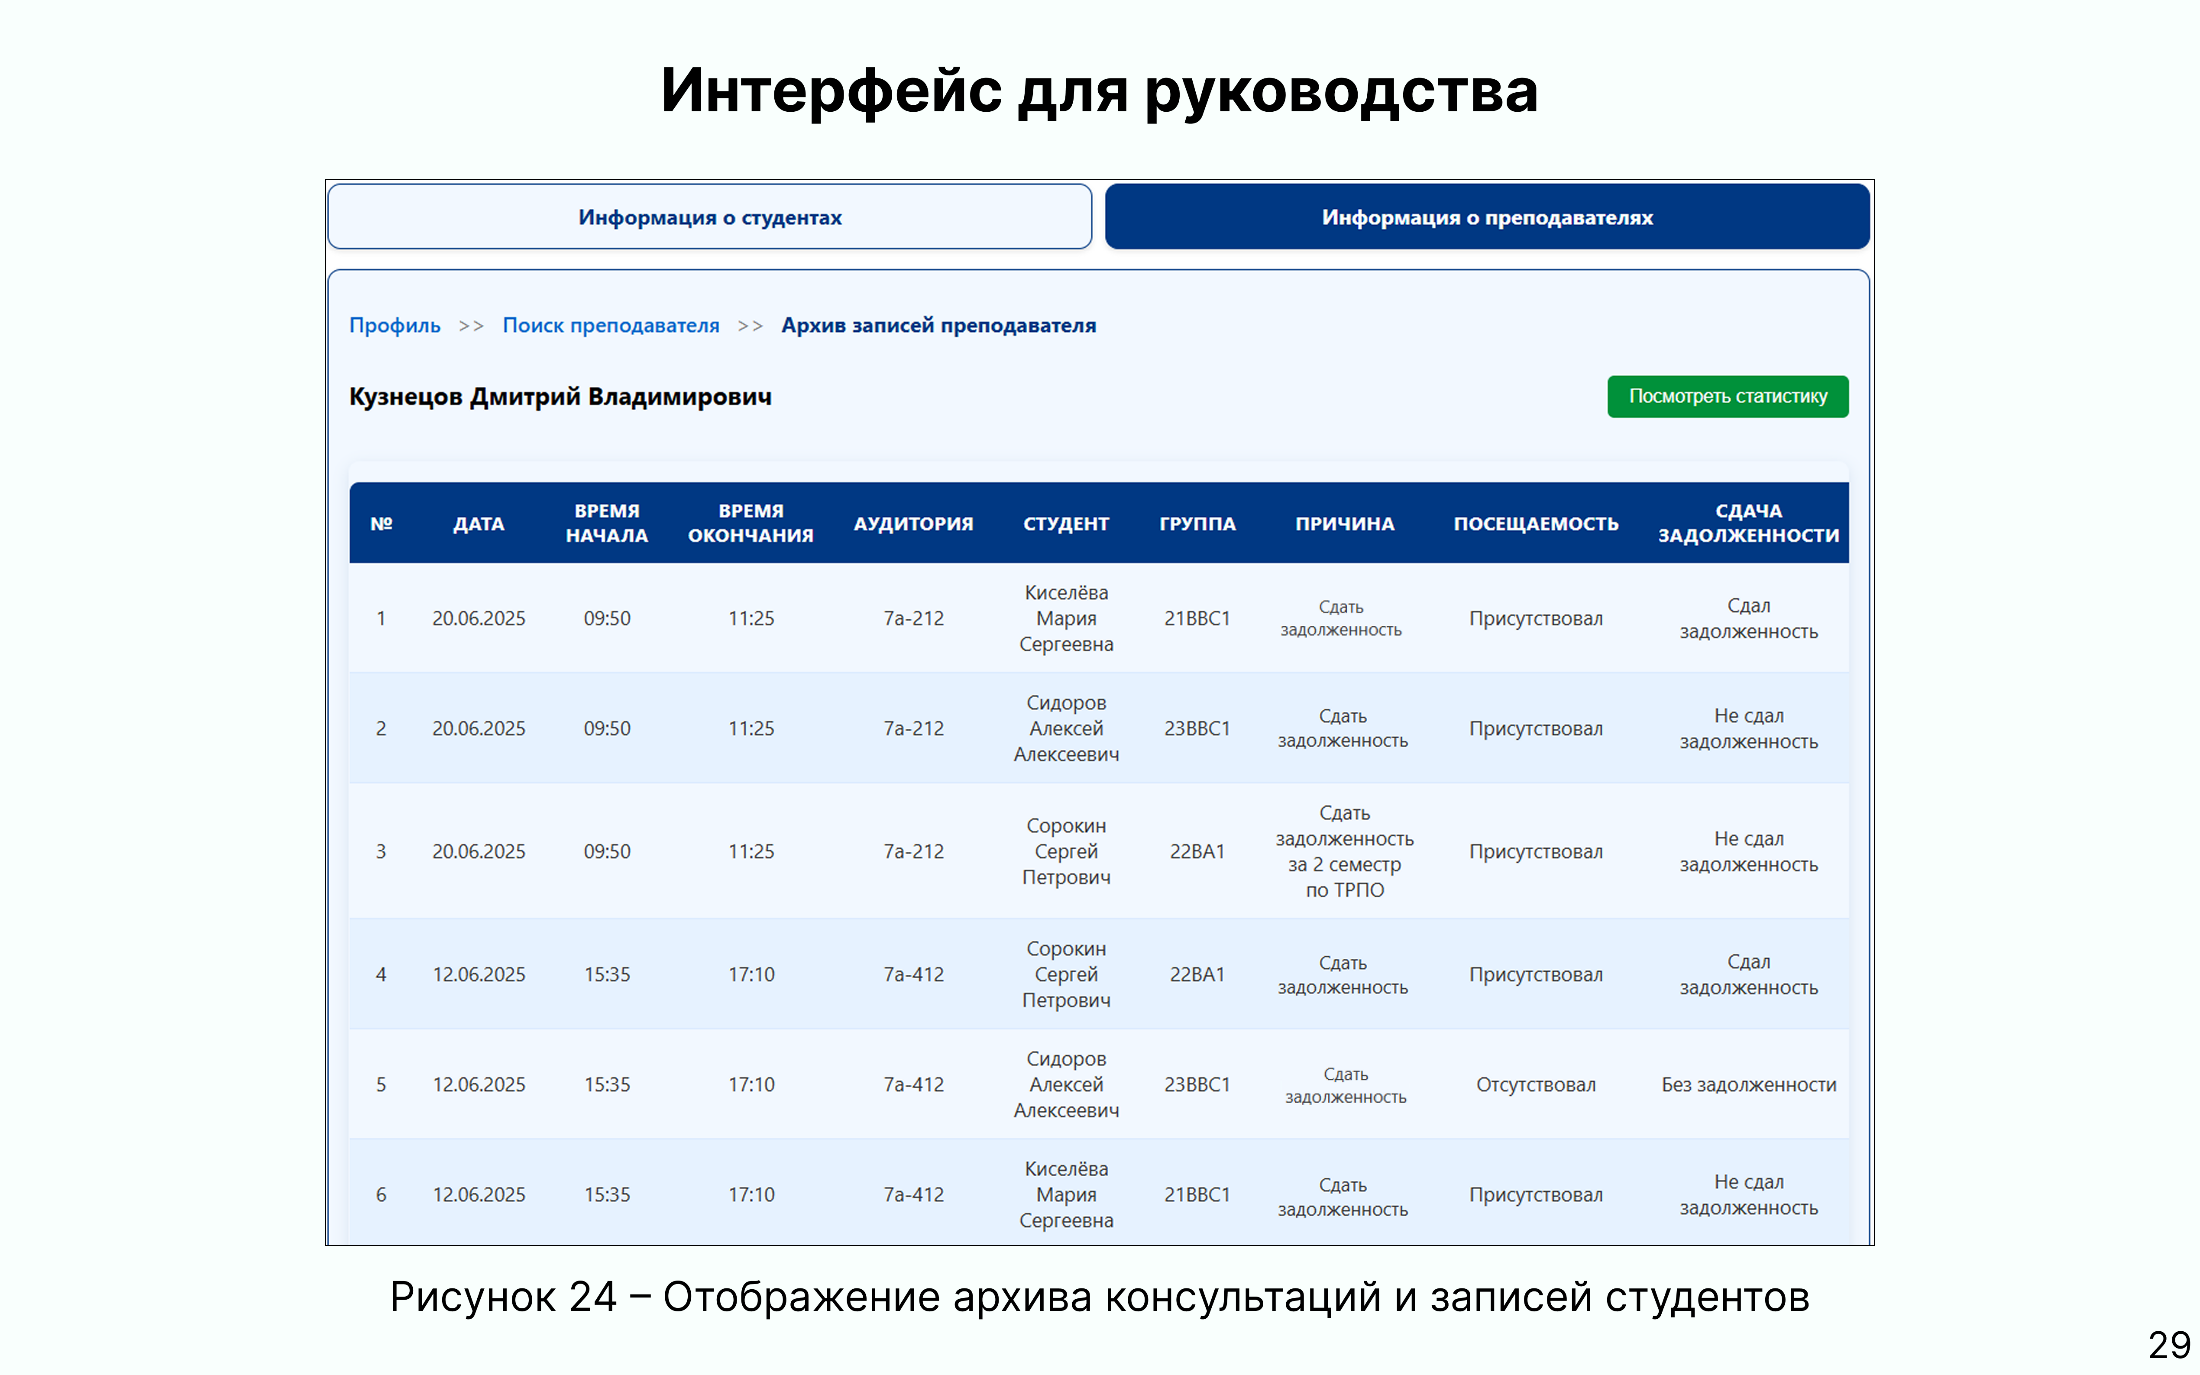 Интерфейс для руководства
Информация о студентах
Информация о преподавателях
Профиль >> Поиск преподавателя >> Архив записей преподавателя
Кузнецов Дмитрий Владимирович
Посмотреть статистику
№ ДАТА ВРЕМЯ НАЧАЛА ВРЕМЯ ОКОНЧАНИЯ АУДИТОРИЯ СТУДЕНТ ГРУППА ПРИЧИНА ПОСЕЩАЕМОСТЬ СДАЧА ЗАДОЛЖЕННОСТИ
1 20.06.2025 09:50 11:25 7а-212 Киселёва Мария Сергеевна 21ВВС1 Сдать задолженность Присутствовал Сдал задолженность
2 20.06.2025 09:50 11:25 7а-212 Сидоров Алексей Алексеевич 23ВВС1 Сдать задолженность Присутствовал Не сдал задолженность
3 20.06.2025 09:50 11:25 7а-212 Сорокин Сергей Петрович 22ВА1 Сдать задолженность за 2 семестр по ТРПО Присутствовал Не сдал задолженность
4 12.06.2025 15:35 17:10 7а-412 Сорокин Сергей Петрович 22ВА1 Сдать задолженность Присутствовал Сдал задолженность
5 12.06.2025 15:35 17:10 7а-412 Сидоров Алексей Алексеевич 23ВВС1 Сдать задолженность Отсутствовал Без задолженности
6 12.06.2025 15:35 17:10 7а-412 Киселёва Мария Сергеевна 21ВВС1 Сдать задолженность Присутствовал Не сдал задолженность
Рисунок 24 – Отображение архива консультаций и записей студентов
29